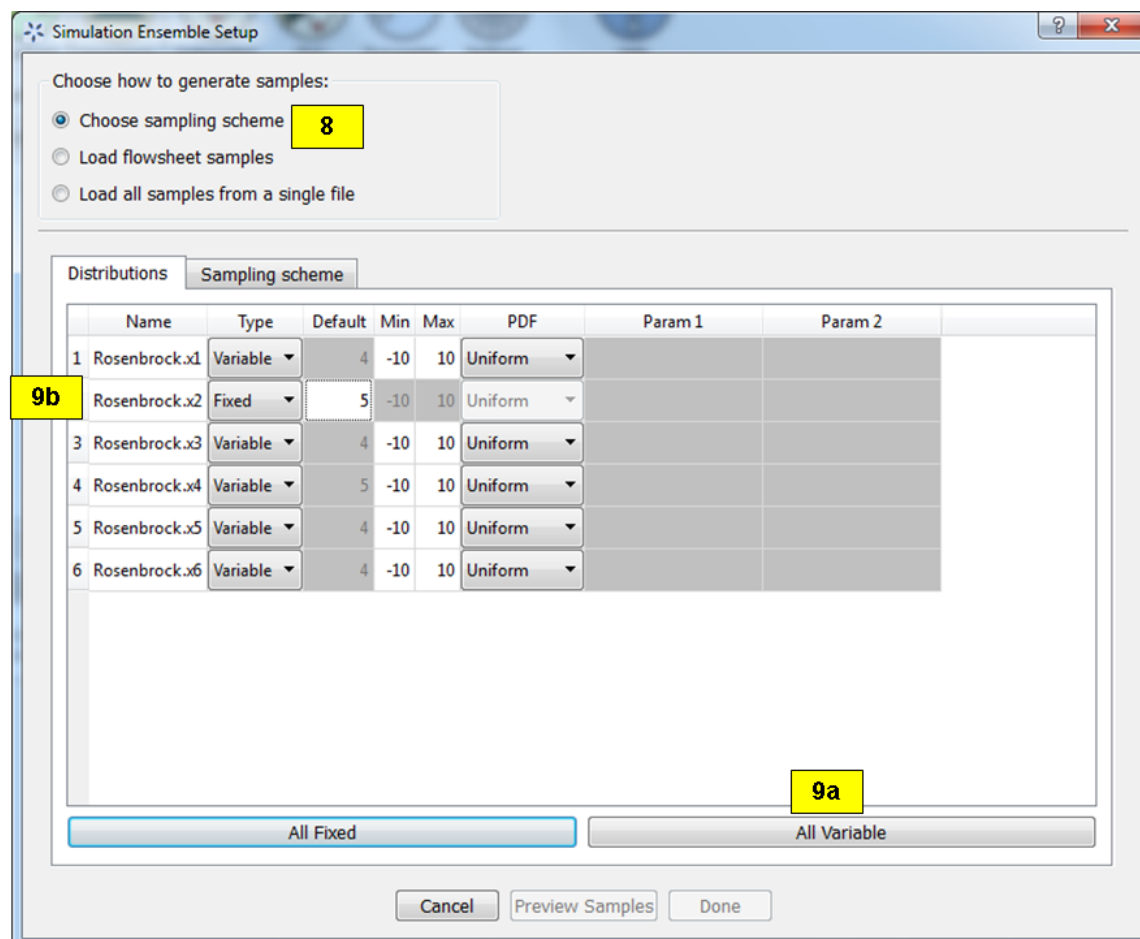 Simulation Ensemble Setup
?
X
Choose how to generate samples:
Choose sampling scheme
8
Load flowsheet samples
Load all samples from a single file
Distributions Sampling scheme
Name Type Default Min Max PDF Param 1 Param 2
1 Rosenbrock.x1 Variable 4 -10 10 Uniform
9b Rosenbrock.x2 Fixed 5 -10 10 Uniform
3 Rosenbrock.x3 Variable 4 -10 10 Uniform
4 Rosenbrock.x4 Variable 5 -10 10 Uniform
5 Rosenbrock.x5 Variable 4 -10 10 Uniform
6 Rosenbrock.x6 Variable 4 -10 10 Uniform
9a
All Fixed All Variable
Cancel Preview Samples Done